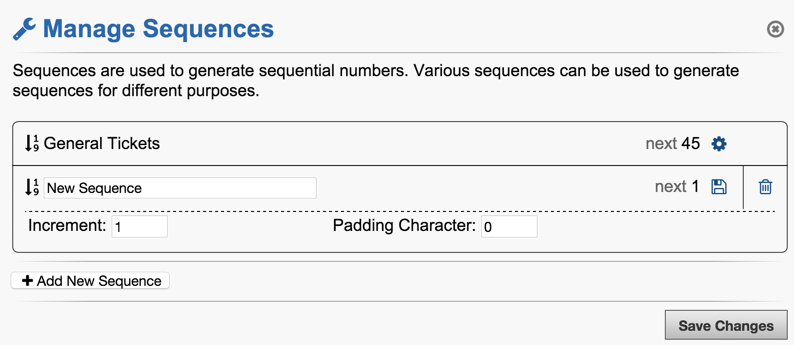 Manage Sequences
Sequences are used to generate sequential numbers. Various sequences can be used to generate
sequences for different purposes.
General Tickets next 45
New Sequence next 1
Increment: 1 Padding Character: 0
Add New Sequence
Save Changes